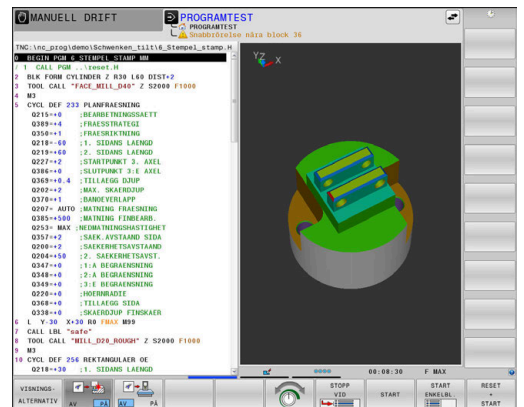 MANUELL DRIFT
PROGRAMTEST
PROGRAMTEST
Snabbrörelse nära block 36
TNC:\nc_prog\demo\Schwenken_tilt\6_Stempel_stamp.H
0 BEGIN PGM 6_STEMPEL_STAMP MM
/ 1 CALL PGM ..\reset.H
2 BLK FORM CYLINDER Z R30 L60 DIST+2
3 TOOL CALL "FACE_MILL_D40" Z S2000 F1000
4 M3
5 CYCL DEF 233 PLANFRAESNING
Q215=+0 ;BEARBETNINGSSAETT
Q389=+4 ;FRAESSTRATEGI
Q350=+1 ;FRAESRIKTNING
Q218=-60 ;1. SIDANS LAENGD
Q219=+60 ;2. SIDANS LAENGD
Q227=+2 ;STARTPUNKT 3. AXEL
Q386=+0 ;SLUTPUNKT 3:E AXEL
Q369=+0.4 ;TILLAEGG DJUP
Q202=+2 ;MAX. SKAERDJUP
Q370=+1 ;BANOEVERLAPP
Q207= AUTO ;MATNING FRAESNING
Q385=+500 ;MATNING FINBEARB.
Q253= MAX ;NEDMATNINGSHASTIGHET
Q357=+2 ;SAEK.AVSTAAND SIDA
Q200=+2 ;SAEKERHETSAVSTAAND
Q204=+50 ;2. SAEKERHETSAVST.
Q347=+0 ;1:A BEGRAENSNING
Q348=+0 ;2:A BEGRAENSNING
Q349=+0 ;3:E BEGRAENSNING
Q220=+0 ;HOERNRADIE
Q368=+0 ;TILLAEGG SIDA
Q338=+0 ;SKAERDJUP FINSKAER
6 L Y-30 X+30 R0 FMAX M99
7 CALL LBL "safe"
8 TOOL CALL "MILL_D20_ROUGH" Z S2000 F1000
9 M3
10 CYCL DEF 256 REKTANGULAER OE
Q218=+30 ;1. SIDANS LAENGD
YZ X
00:08:30 F MAX
VISNINGS-
ALTERNATIV
AV PÅ
AV PÅ
STOPP
VID
START
START
ENKELBL
RESET
+
START